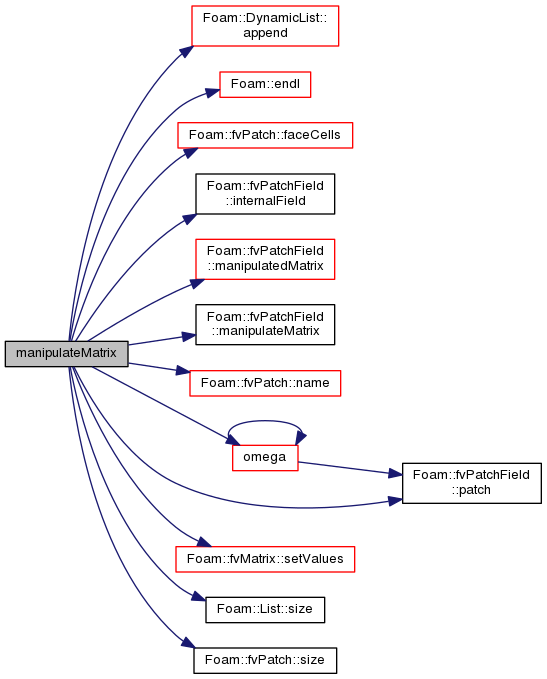 Foam::DynamicList::
append
Foam::endl
Foam::fvPatch::faceCells
Foam::fvPatchField
::internalField
Foam::fvPatchField
::manipulatedMatrix
Foam::fvPatchField
::manipulateMatrix
manipulateMatrix
Foam::fvPatch::name
omega
Foam::fvPatchField
::patch
Foam::fvMatrix::setValues
Foam::List::size
Foam::fvPatch::size